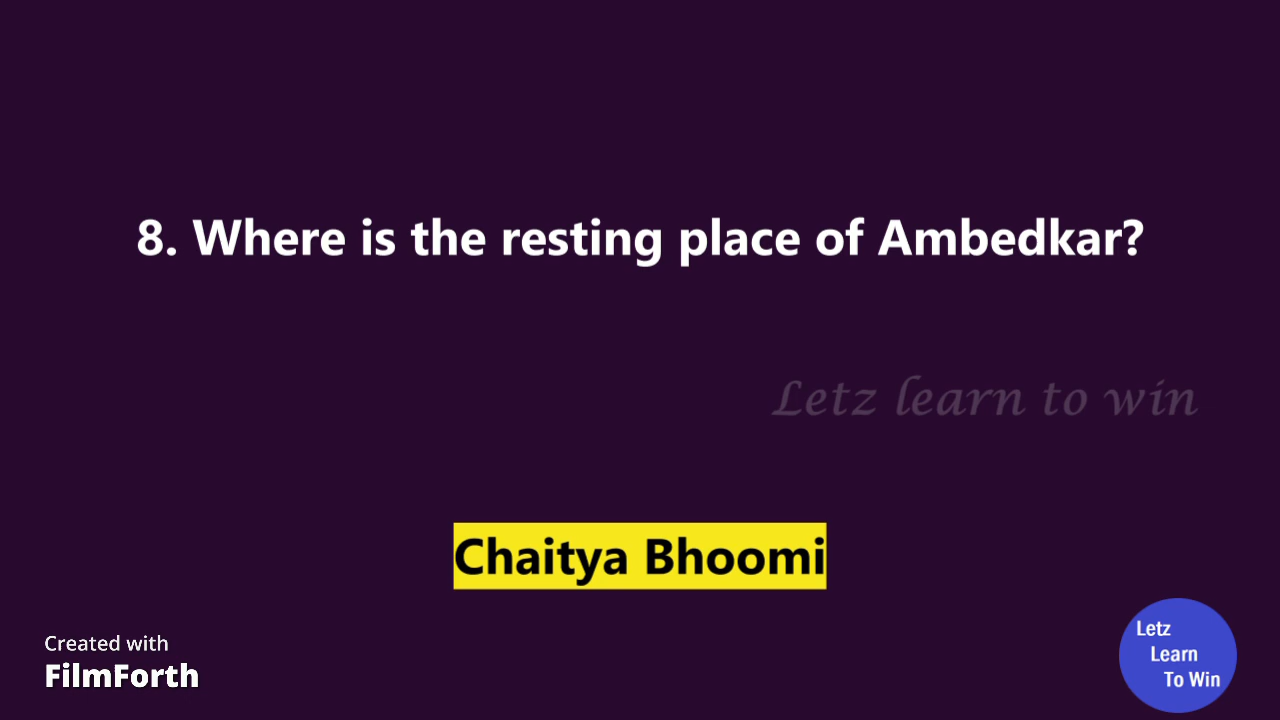 8. Where is the resting place of Ambedkar?
Letz learn to win
Chaitya Bhoomi
Created with
FilmForth
Letz
Learn
To Win